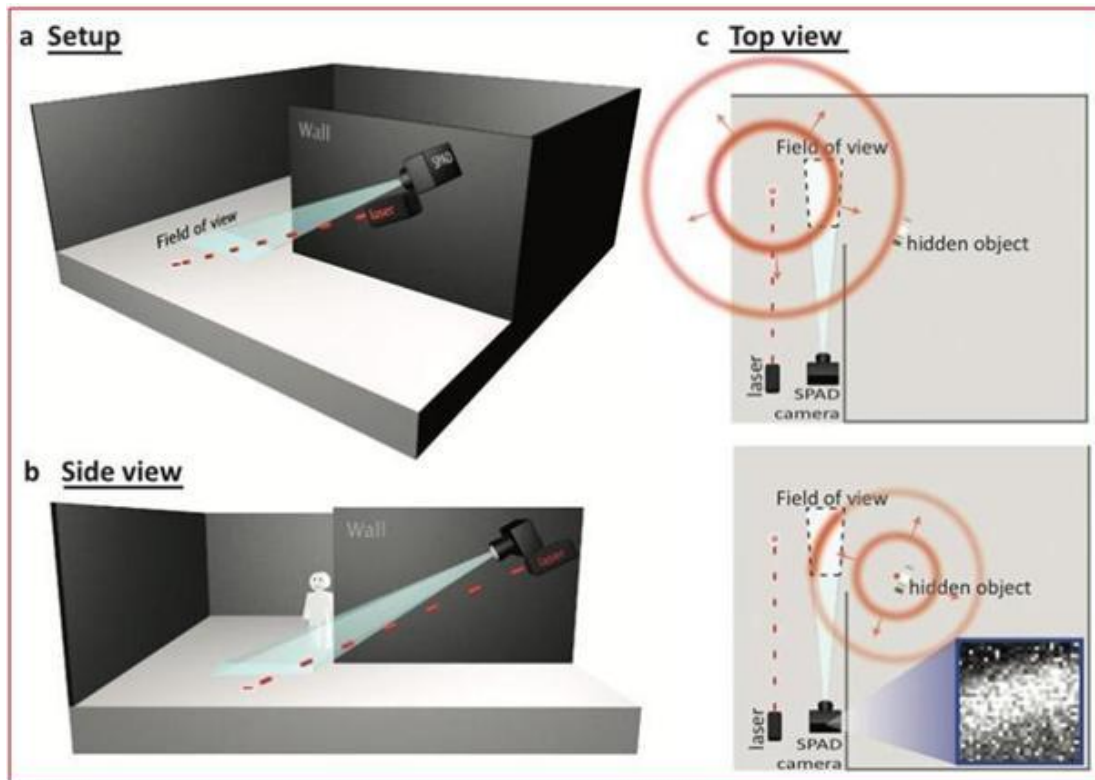 a Setup
Wall
SPAD
laser
Field of view
b Side view
Wall
laser
c Top view
Field of view
hidden object
laser
SPAD
camera
Field of view
hidden object
laser
SPAD
camera